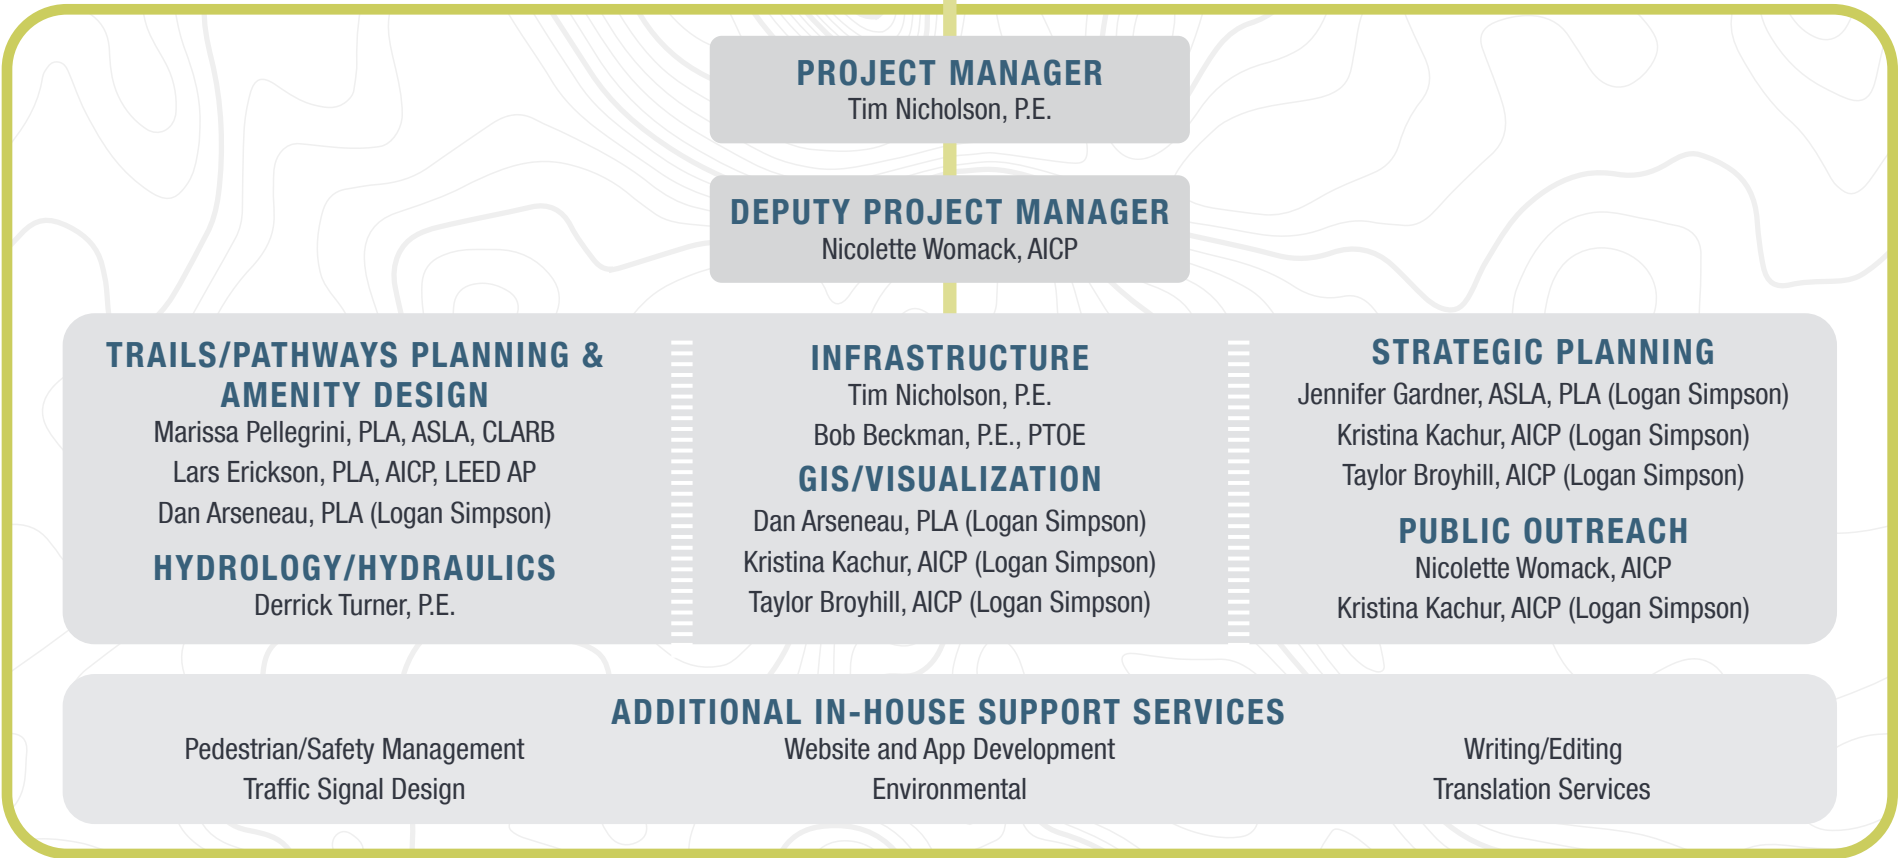 PROJECT MANAGER
Tim Nicholson, P.E.
DEPUTY PROJECT MANAGER
Nicolette Womack, AICP
TRAILS/PATHWAYS PLANNING &
AMENITY DESIGN
Marissa Pellegrini, PLA, ASLA, CLARB
Lars Erickson, PLA, AICP, LEED AP
Dan Arseneau, PLA (Logan Simpson)
HYDROLOGY/HYDRAULICS
Derrick Turner, P.E.
INFRASTRUCTURE
Tim Nicholson, P.E.
Bob Beckman, P.E., PTOE
GIS/VISUALIZATION
Dan Arseneau, PLA (Logan Simpson)
Kristina Kachur, AICP (Logan Simpson)
Taylor Broyhill, AICP (Logan Simpson)
STRATEGIC PLANNING
Jennifer Gardner, ASLA, PLA (Logan Simpson)
Kristina Kachur, AICP (Logan Simpson)
Taylor Broyhill, AICP (Logan Simpson)
PUBLIC OUTREACH
Nicolette Womack, AICP
Kristina Kachur, AICP (Logan Simpson)
ADDITIONAL IN-HOUSE SUPPORT SERVICES
Pedestrian/Safety Management
Traffic Signal Design
Website and App Development
Environmental
Writing/Editing
Translation Services